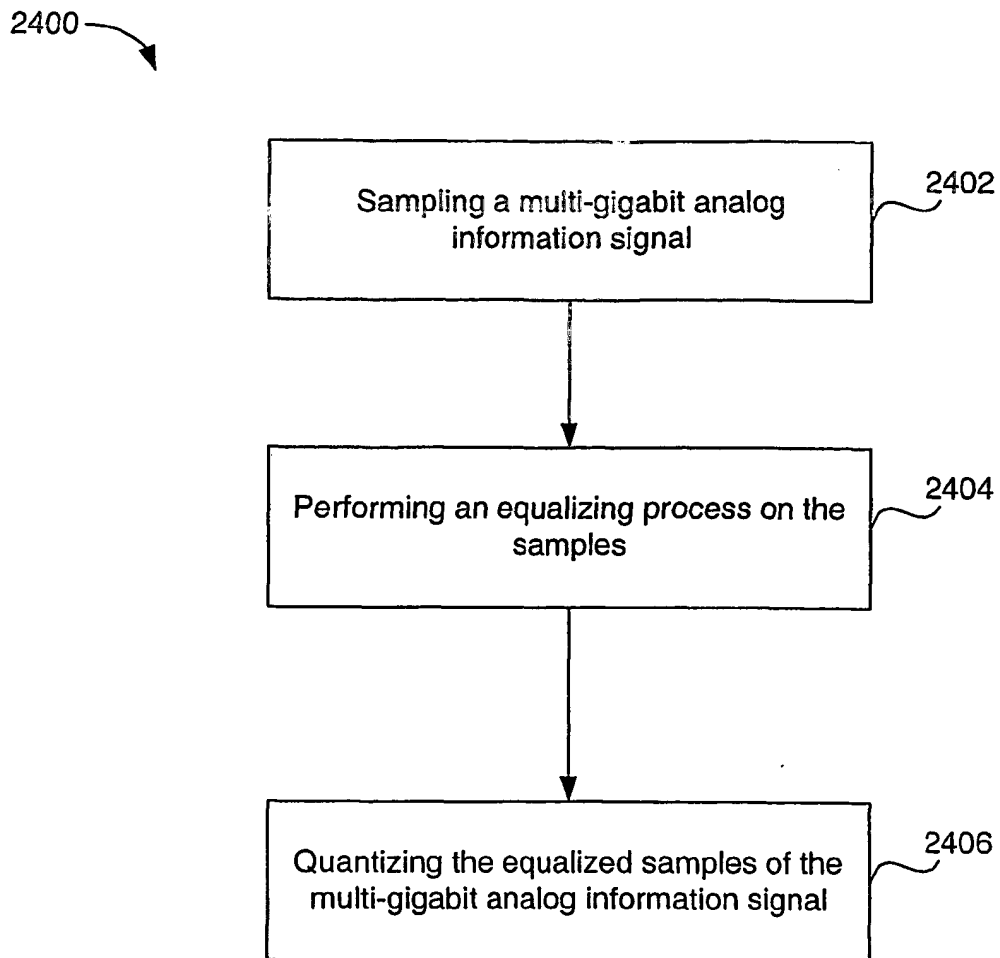 2400
Sampling a multi-gigabit analog
information signal
2402
Performing an equalizing process on the
samples
2404
Quantizing the equalized samples of the
multi-gigabit analog information signal
2406